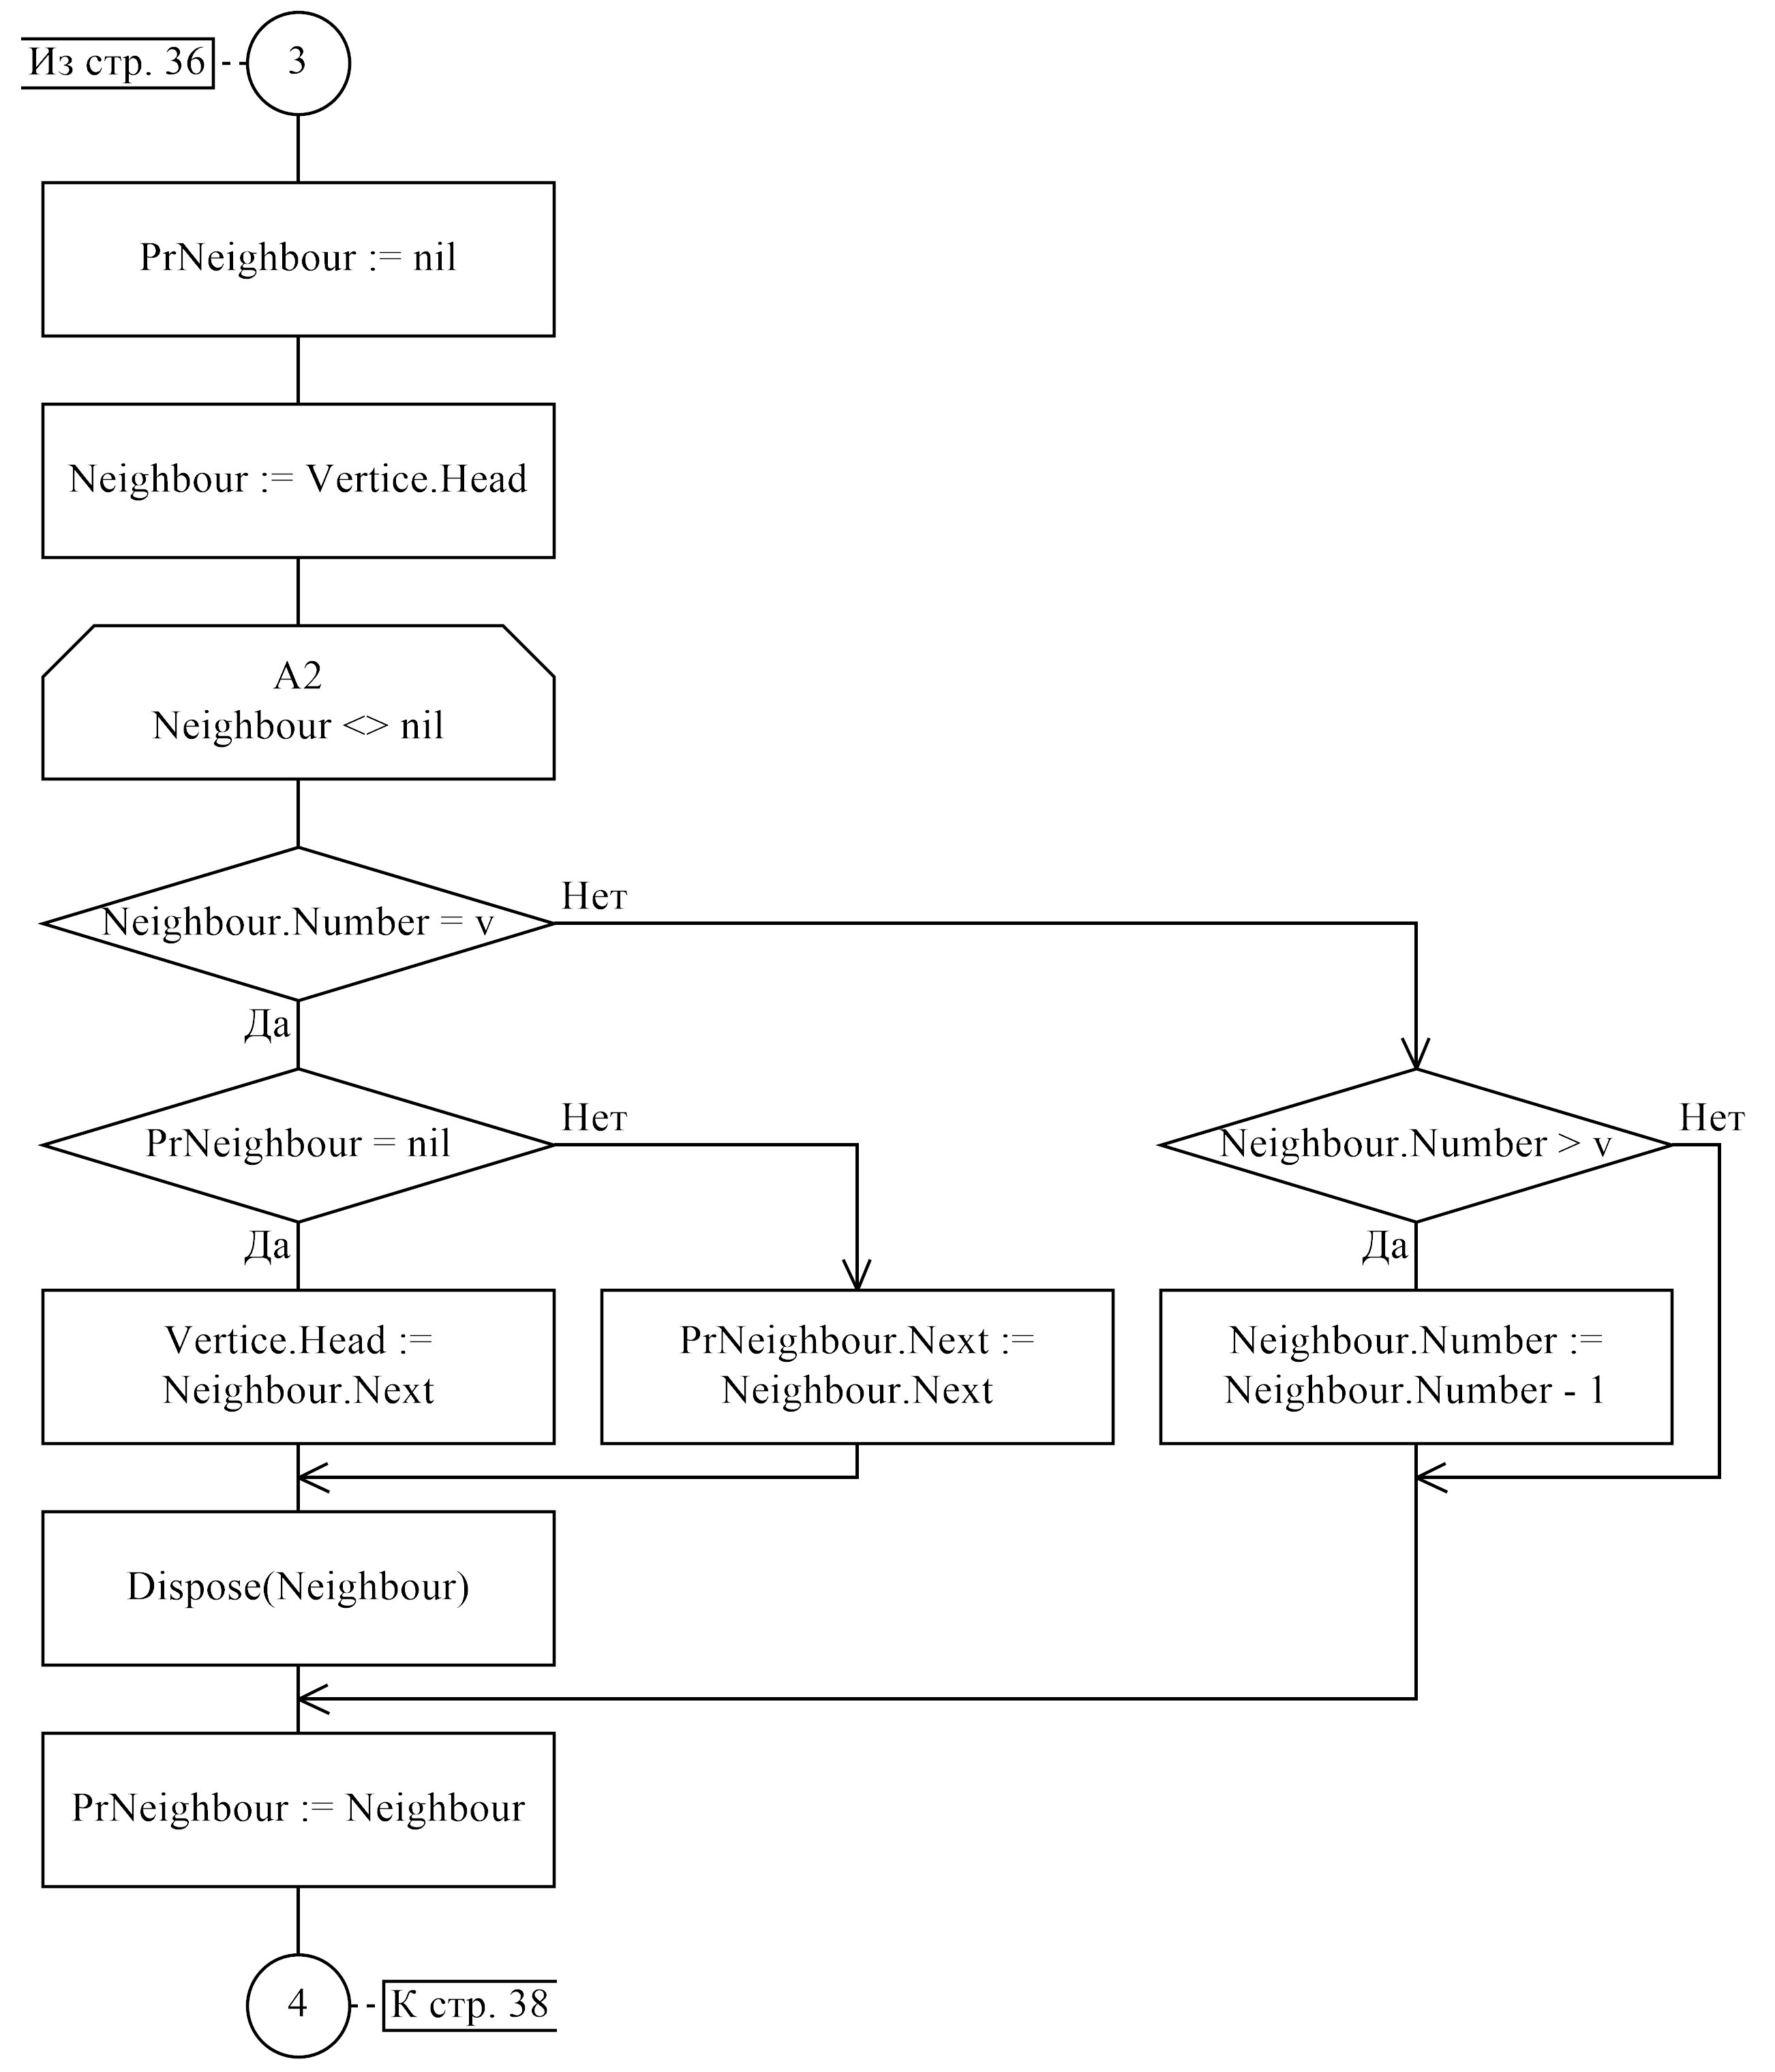 Из стр. 36
3
PrNeighbour := nil
Neighbour := Vertice.Head
A2
Neighbour <> nil
Neighbour.Number = v
Нет
Да
PrNeighbour = nil
Нет
Neighbour.Number > v
Нет
Да
Да
Vertice.Head :=
Neighbour.Next
PrNeighbour.Next :=
Neighbour.Next
Neighbour.Number :=
Neighbour.Number - 1
Dispose(Neighbour)
PrNeighbour := Neighbour
4
К стр. 38